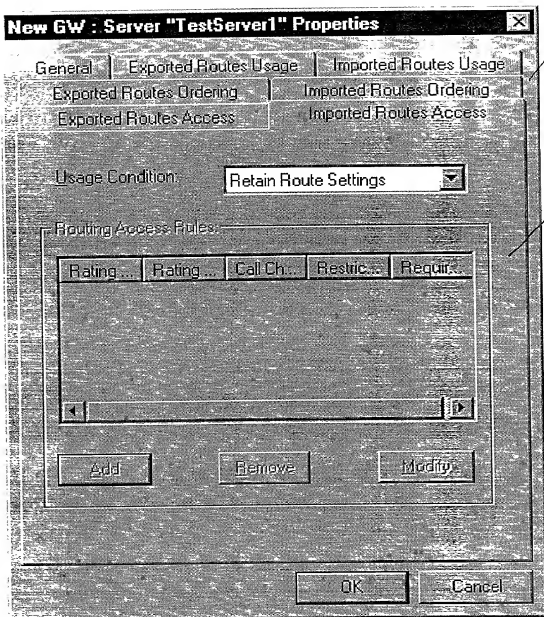 New GW : Server "TestServer1" Properties
General Exported Routes Usage Imported Routes Usage
Exported Routes Ordering Imported Routes Ordering
Exported Routes Access Imported Routes Access
Usage Condition: Retain Route Settings
Routing Access Rules:
Rating ... Rating ... Call Ch... Restric... Requir...
Add Remove Modify
OK Cancel